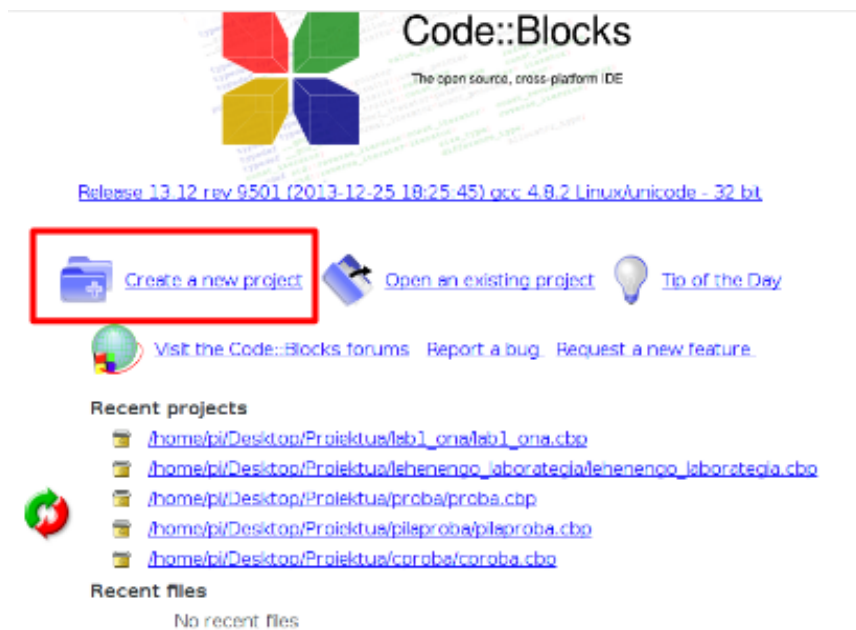 Code::Blocks
The open source, cross-platform IDE
Release 13.12 rev 9501 (2013-12-25 18:25:45) gcc 4.8.2 Linux/unicode - 32 bit
Create a new project Open an existing project Tip of the Day
Visit the Code::Blocks forums Report a bug Request a new feature
Recent projects
/home/pi/Desktop/Proiektua/lab1_ona/lab1_ona.cbp
/home/pi/Desktop/Proiektua/lehenengo_laborategia/lehenengo_laborategia.cbp
/home/pi/Desktop/Proiektua/proba/proba.cbp
/home/pi/Desktop/Proiektua/pilaproba/pilaproba.cbp
/home/pi/Desktop/Proiektua/coroba/coroba.cbp
Recent files
No recent files